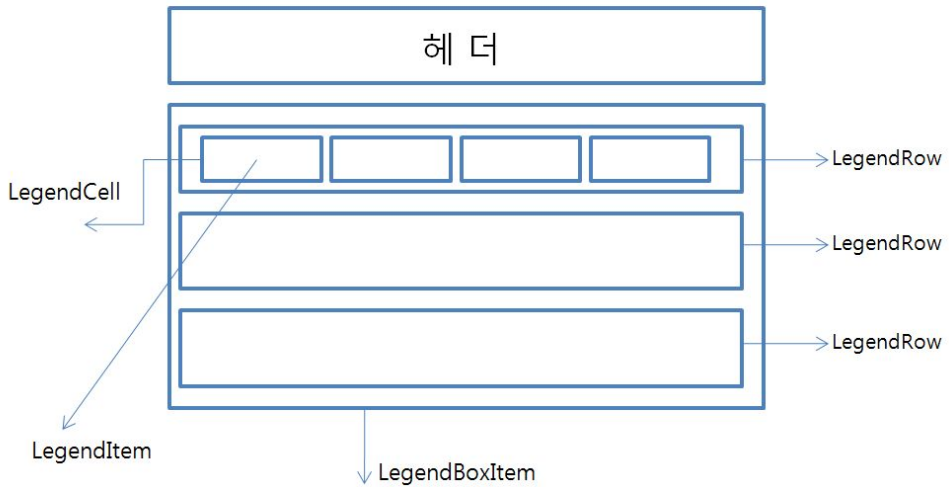 헤 더
LegendRow
LegendCell
LegendRow
LegendRow
LegendItem
LegendBoxItem